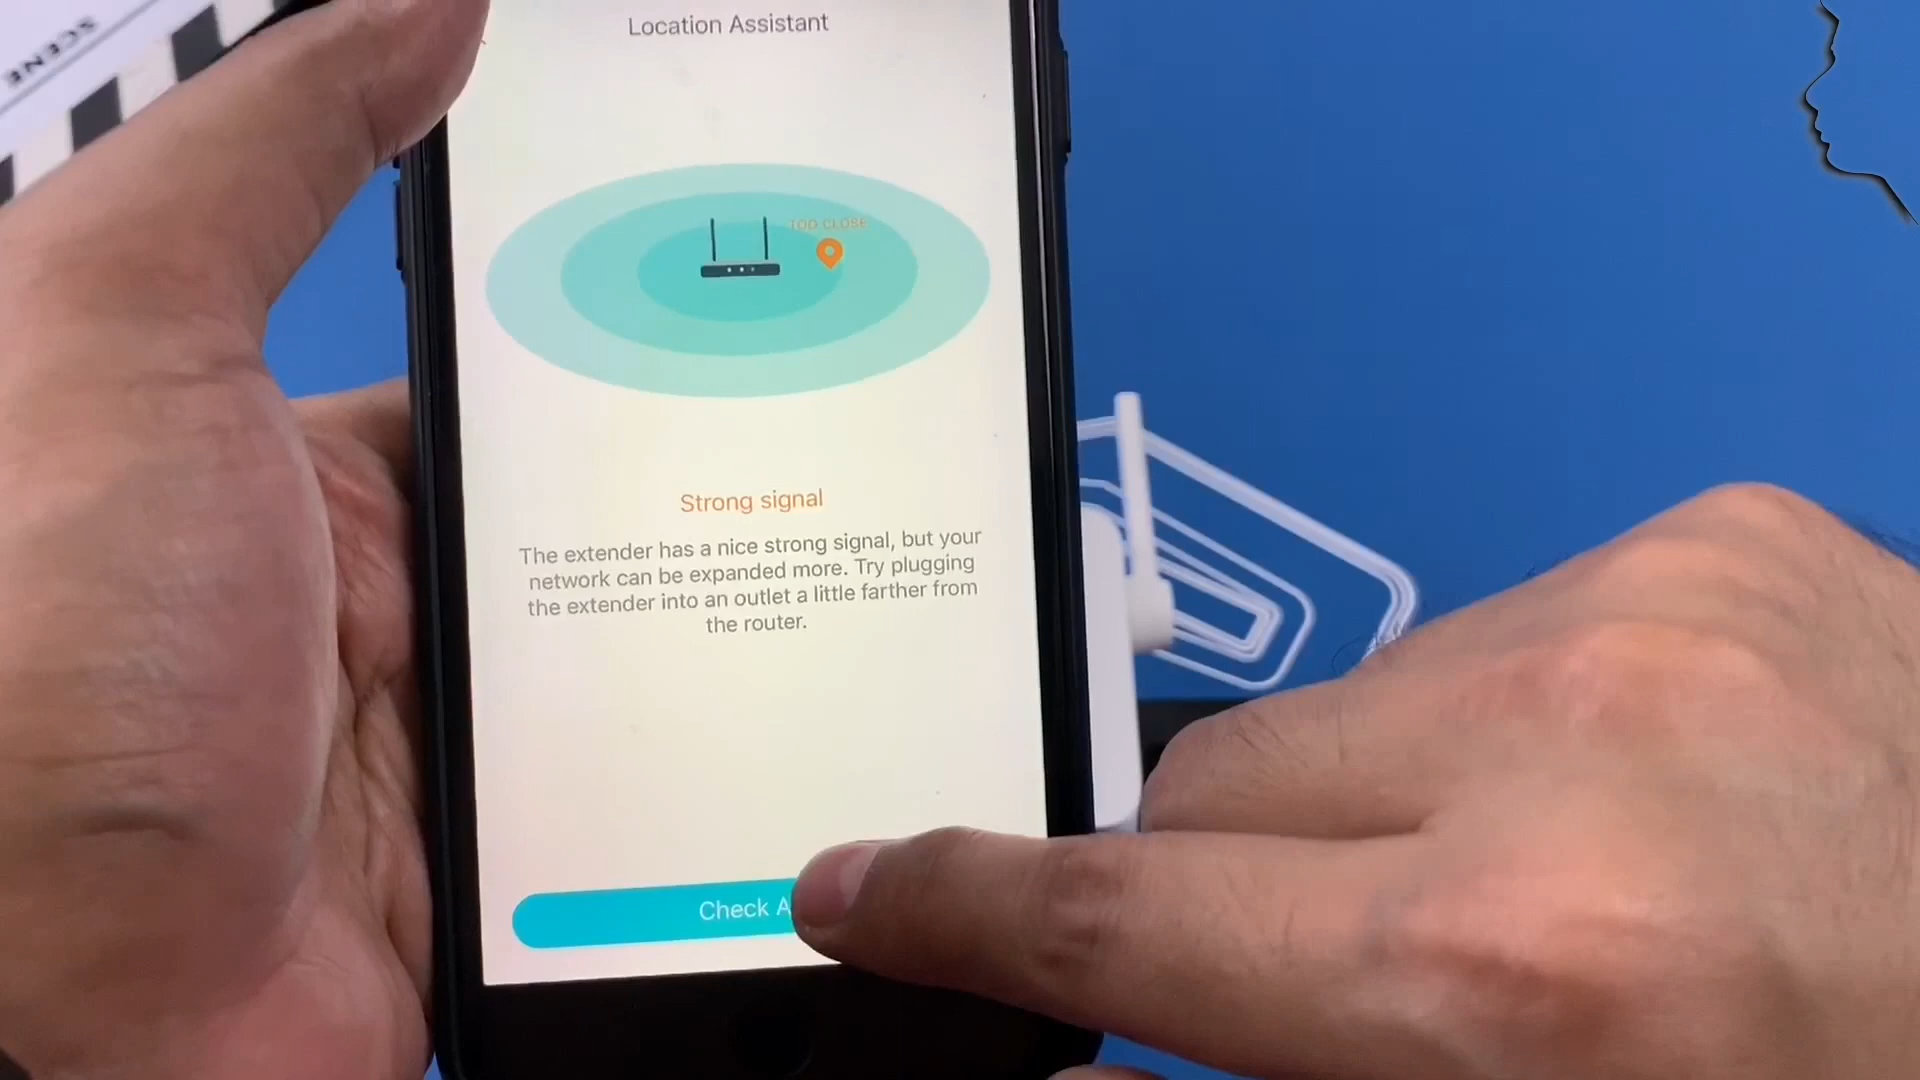 SCENE
Location Assistant
TOO CLOSE
Strong signal
The extender has a nice strong signal, but your
network can be expanded more. Try plugging
the extender into an outlet a little farther from
the router.
Check A